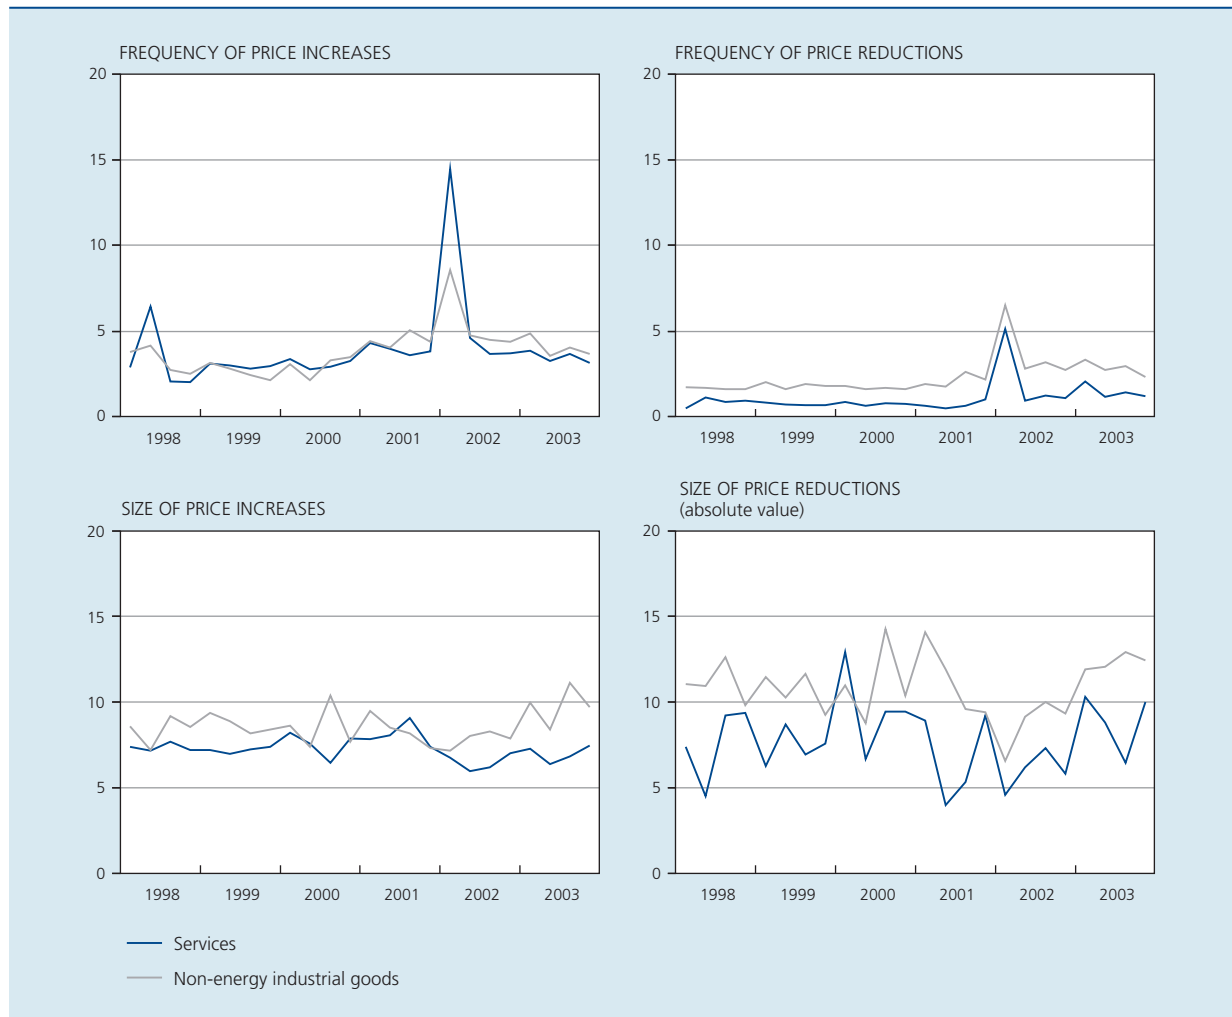 FREQUENCY OF PRICE INCREASES
20
15
10
5
0
1998 1999 2000 2001 2002 2003
FREQUENCY OF PRICE REDUCTIONS
20
15
10
5
0
1998 1999 2000 2001 2002 2003
SIZE OF PRICE INCREASES
20
15
10
5
0
1998 1999 2000 2001 2002 2003
SIZE OF PRICE REDUCTIONS
(absolute value)
20
15
10
5
0
1998 1999 2000 2001 2002 2003
Services
Non-energy industrial goods